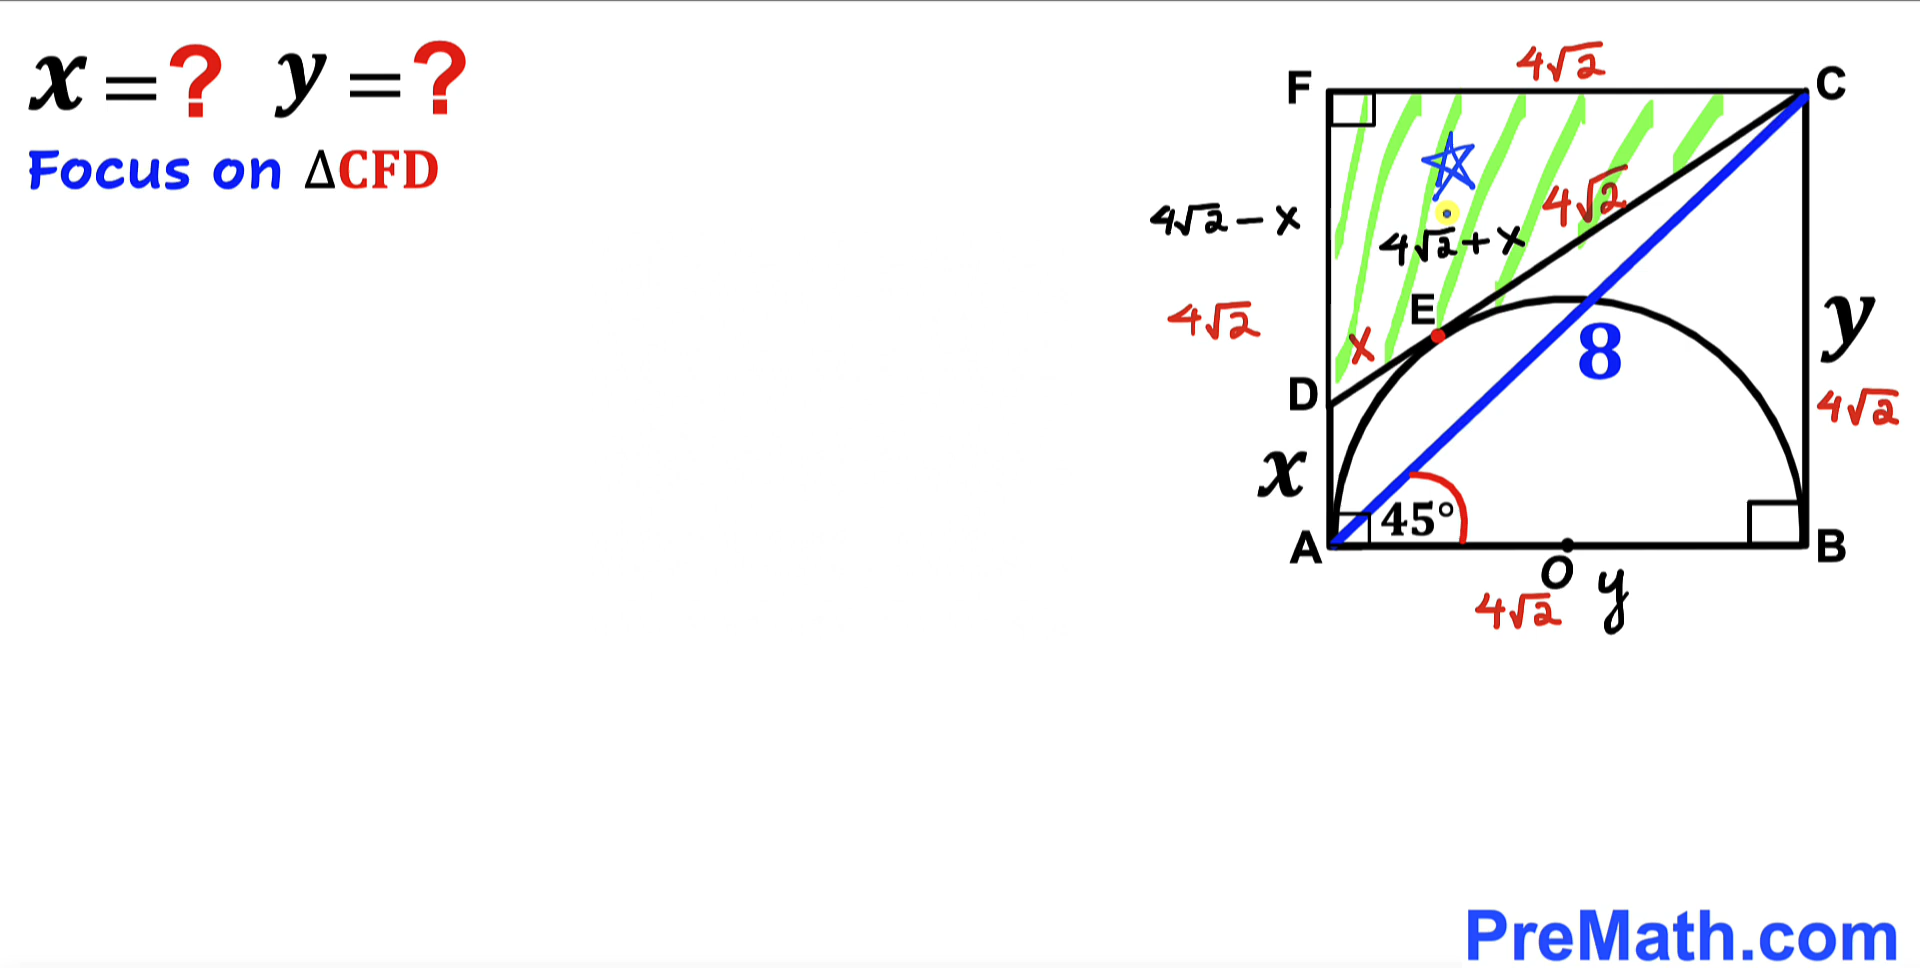 x = ? y = ?
Focus on ΔCFD
4√2
F
C
4√2 − x
4√2
4√2 + x
E
4√2
x
8
y
D
4√2
x
45°
A
B
O
y
4√2
PreMath.com